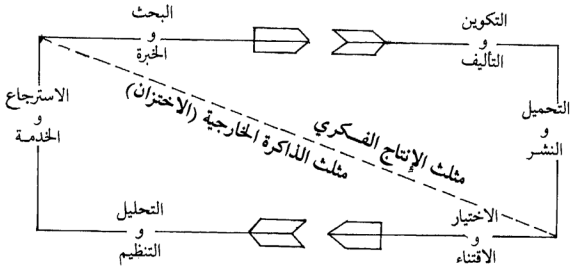 البحث
و
الخبرة
التكوين
و
التأليف
التحميل
و
النشر
الاسترجاع
و
الخدمة
مثلث الإنتاج الفكري
مثلث الذاكرة الخارجية (الاختزان)
الاختيار
و
الاقتناء
التحليل
و
التنظيم